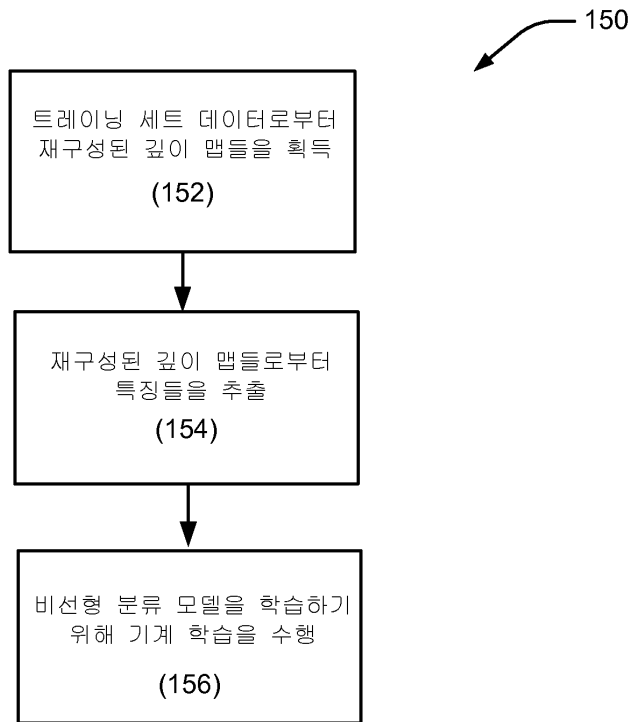 150
트레이닝 세트 데이터로부터
재구성된 깊이 맵들을 획득
(152)
재구성된 깊이 맵들로부터
특징들을 추출
(154)
비선형 분류 모델을 학습하기
위해 기계 학습을 수행
(156)